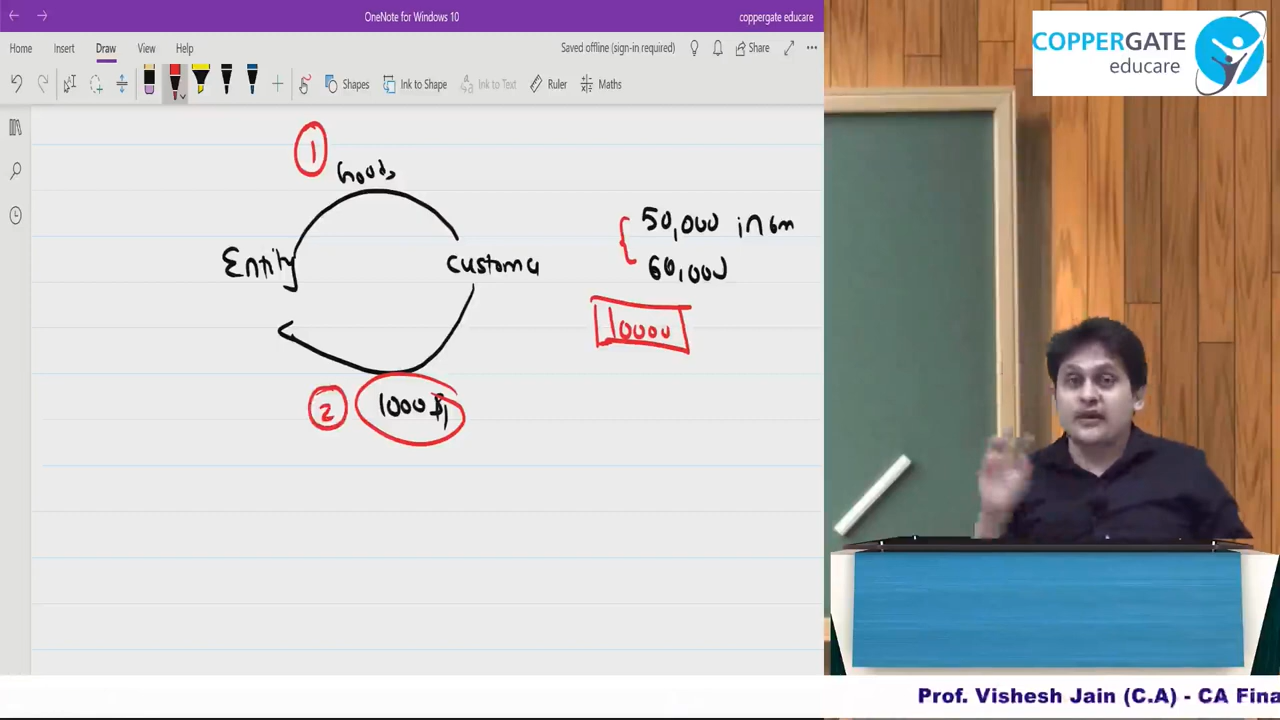 OneNote for Windows 10
coppergate educare
Home Insert Draw View Help
Saved offline (sign-in required)
Share
Shapes
Ink to Shape
Ink to Text
Ruler
Maths
COPPERGATE
educare
1
Goods
Entity
Customer
50,000 in 6m
60,000
10000
2
1000 $
Prof. Vishesh Jain (C.A) - CA Fina